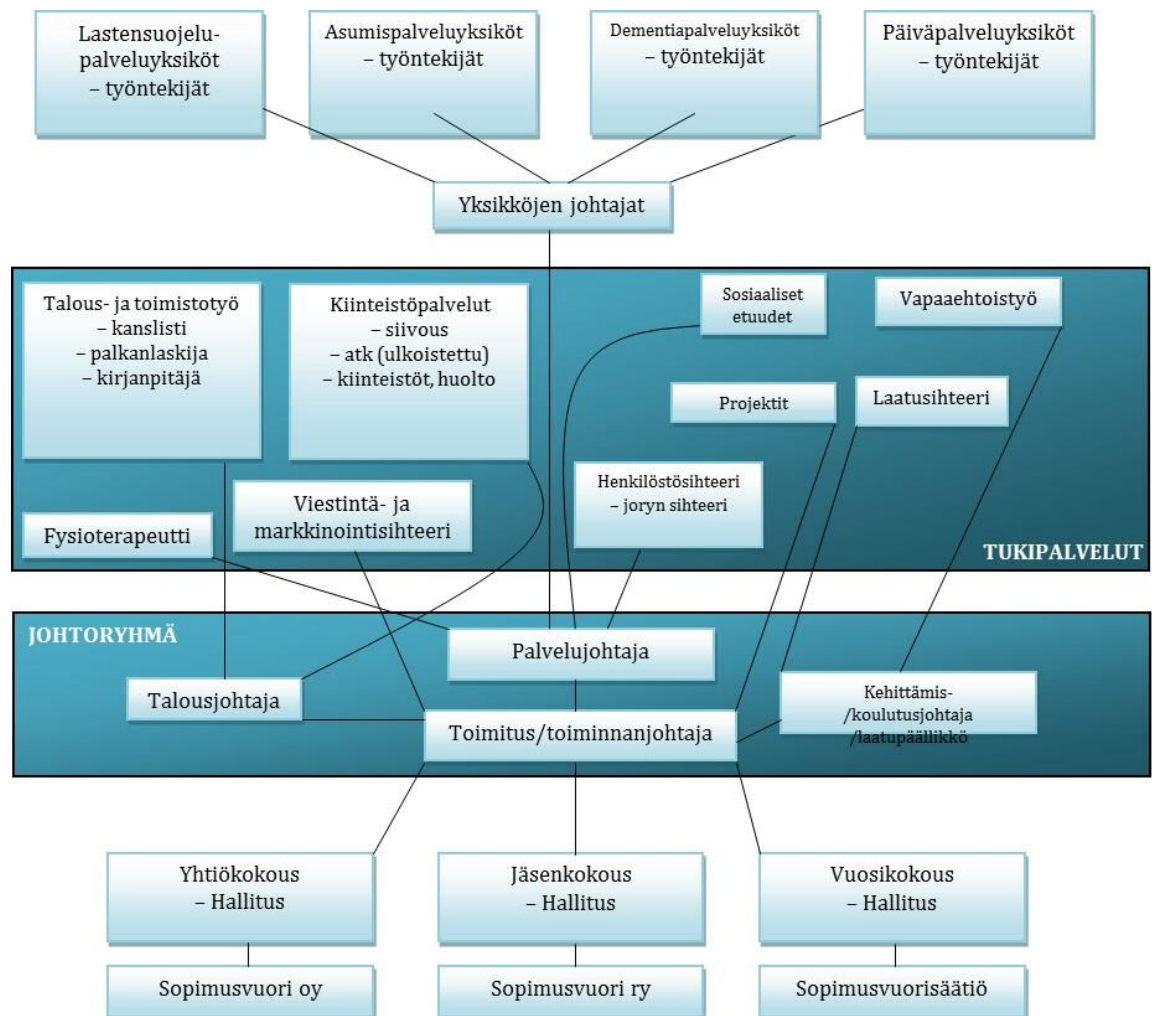 Lastensuojelu-
palveluyksiköt
– työntekijät
Asumispalveluyksiköt
– työntekijät
Dementiapalveluyksiköt
– työntekijät
Päiväpalveluyksiköt
– työntekijät
Yksikköjen johtajat
Talous- ja toimistotyö
– kanslisti
– palkanlaskija
– kirjanpitäjä
Kiinteistöpalvelut
– siivous
– atk (ulkoistettu)
– kiinteistöt, huolto
Sosiaaliset
etuudet
Vapaaehtoistyö
Projektit
Laatusihteeri
Henkilöstösihteeri
– joryn sihteeri
Viestintä- ja
markkinointisihteeri
Fysioterapeutti
TUKIPALVELUT
JOHTORYHMÄ
Palvelujohtaja
Talousjohtaja
Kehittämis-
/koulutusjohtaja
/laatupäällikkö
Toimitus/toiminnanjohtaja
Yhtiökokous
– Hallitus
Jäsenkokous
– Hallitus
Vuosikokous
– Hallitus
Sopimusvuori oy
Sopimusvuori ry
Sopimusvuorisäätiö